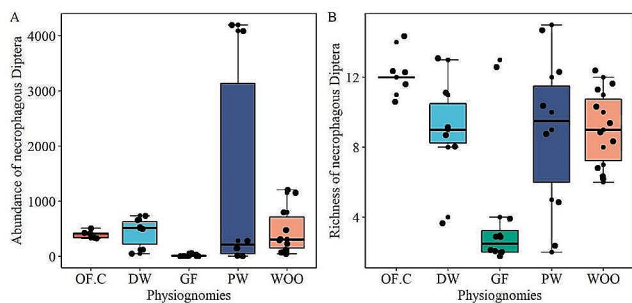 A
Abundance of necrophagous Diptera
4000
3000
2000
1000
0
OF.C DW GF PW WOO
Physiognomies
B
Richness of necrophagous Diptera
12
8
4
OF.C DW GF PW WOO
Physiognomies